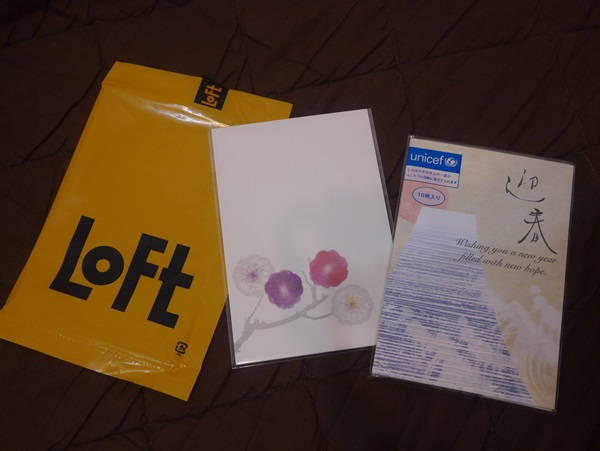 LOFT
LOFT
unicef
10枚入り
迎春
Wishing you a new year
filled with new hope.